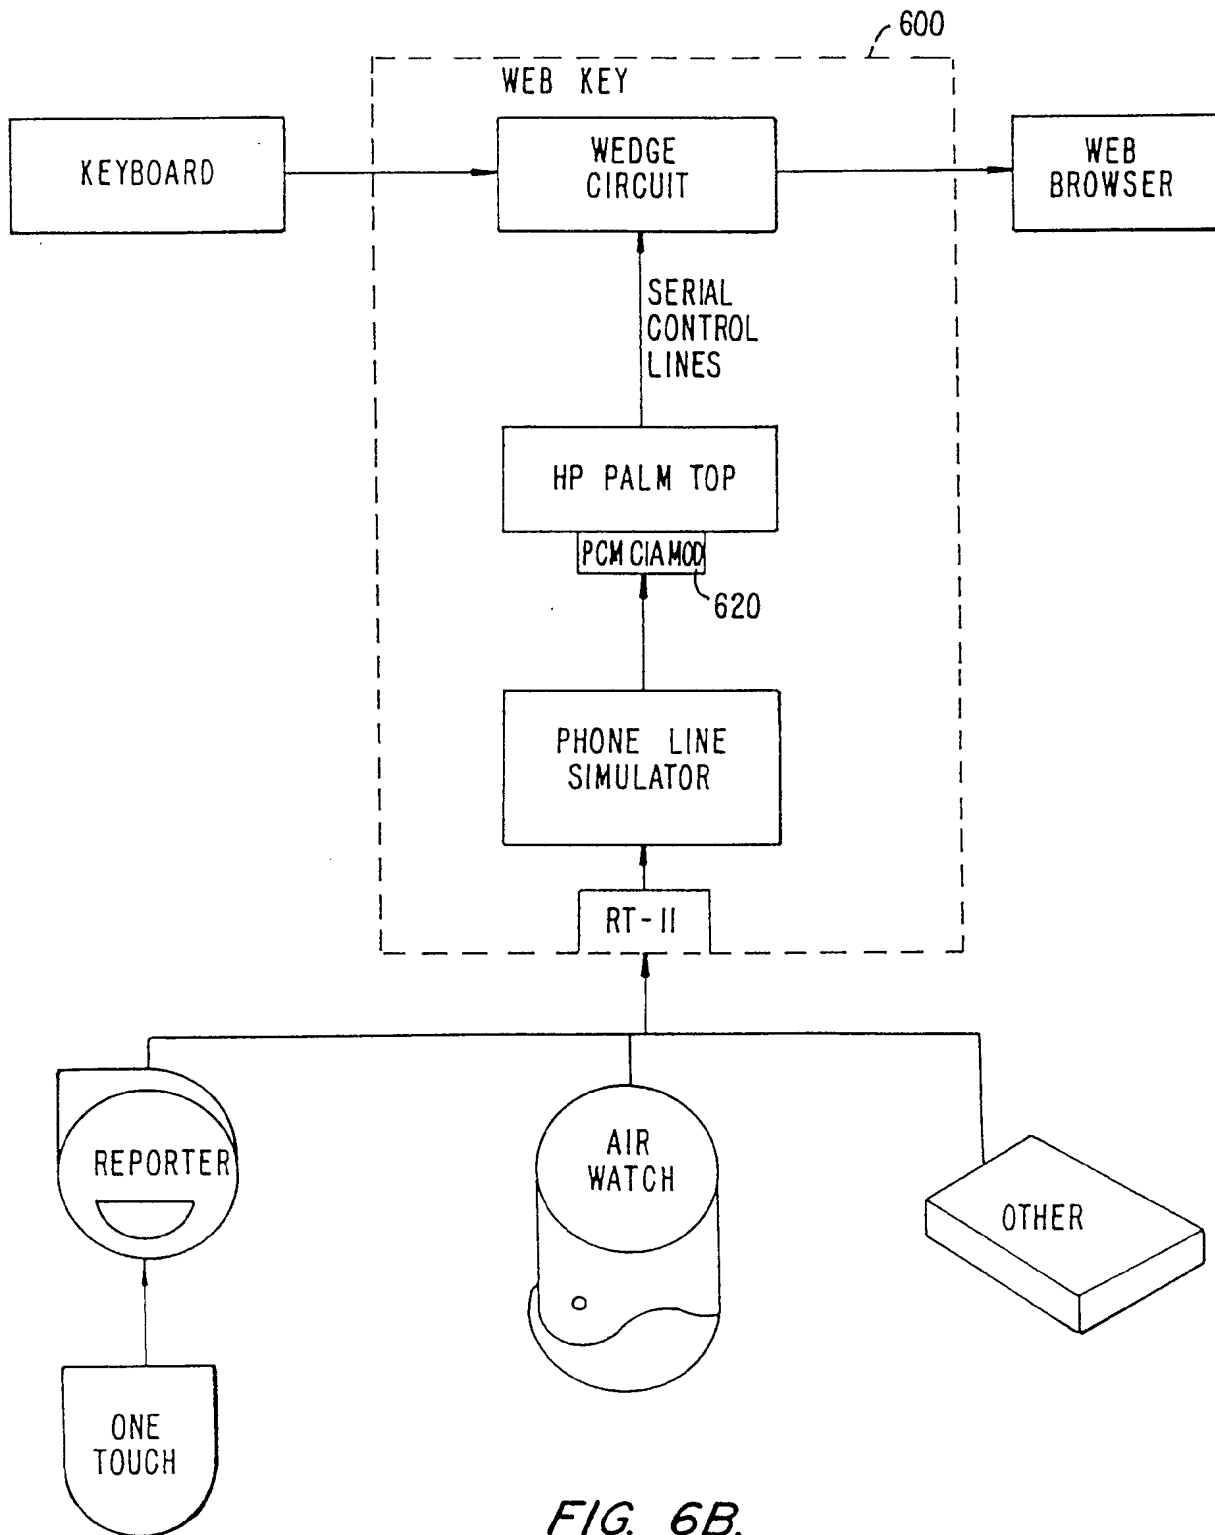 600
WEB KEY
KEYBOARD
WEDGE
CIRCUIT
WEB
BROWSER
SERIAL
CONTROL
LINES
HP PALM TOP
PCMCIA MOD
620
PHONE LINE
SIMULATOR
RT-11
REPORTER
AIR
WATCH
OTHER
ONE
TOUCH
FIG. 6B.